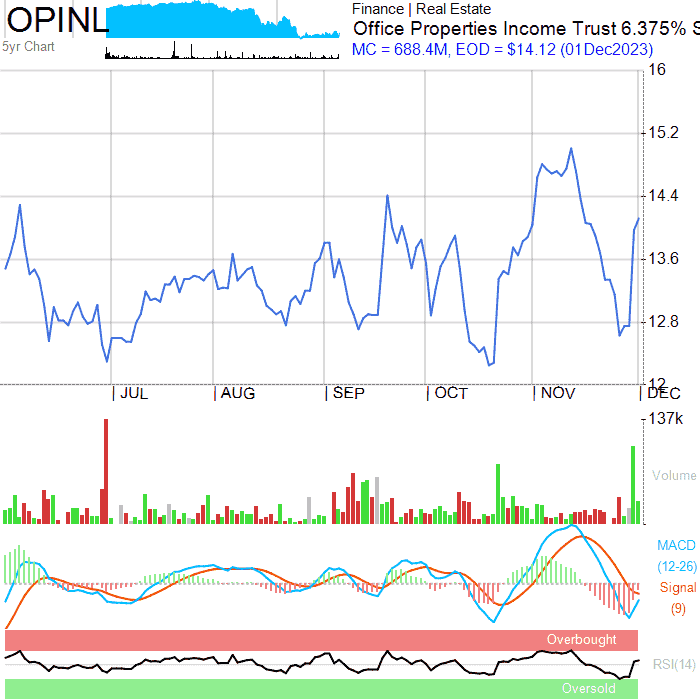 OPINL
5yr Chart
Finance | Real Estate
Office Properties Income Trust 6.375% S
MC = 688.4M, EOD = $14.12 (01Dec2023)
16
15.2
14.4
13.6
12.8
12
JUL AUG SEP OCT NOV DEC
137k
Volume
MACD
(12-26)
Signal
(9)
Overbought
RSI(14)
Oversold